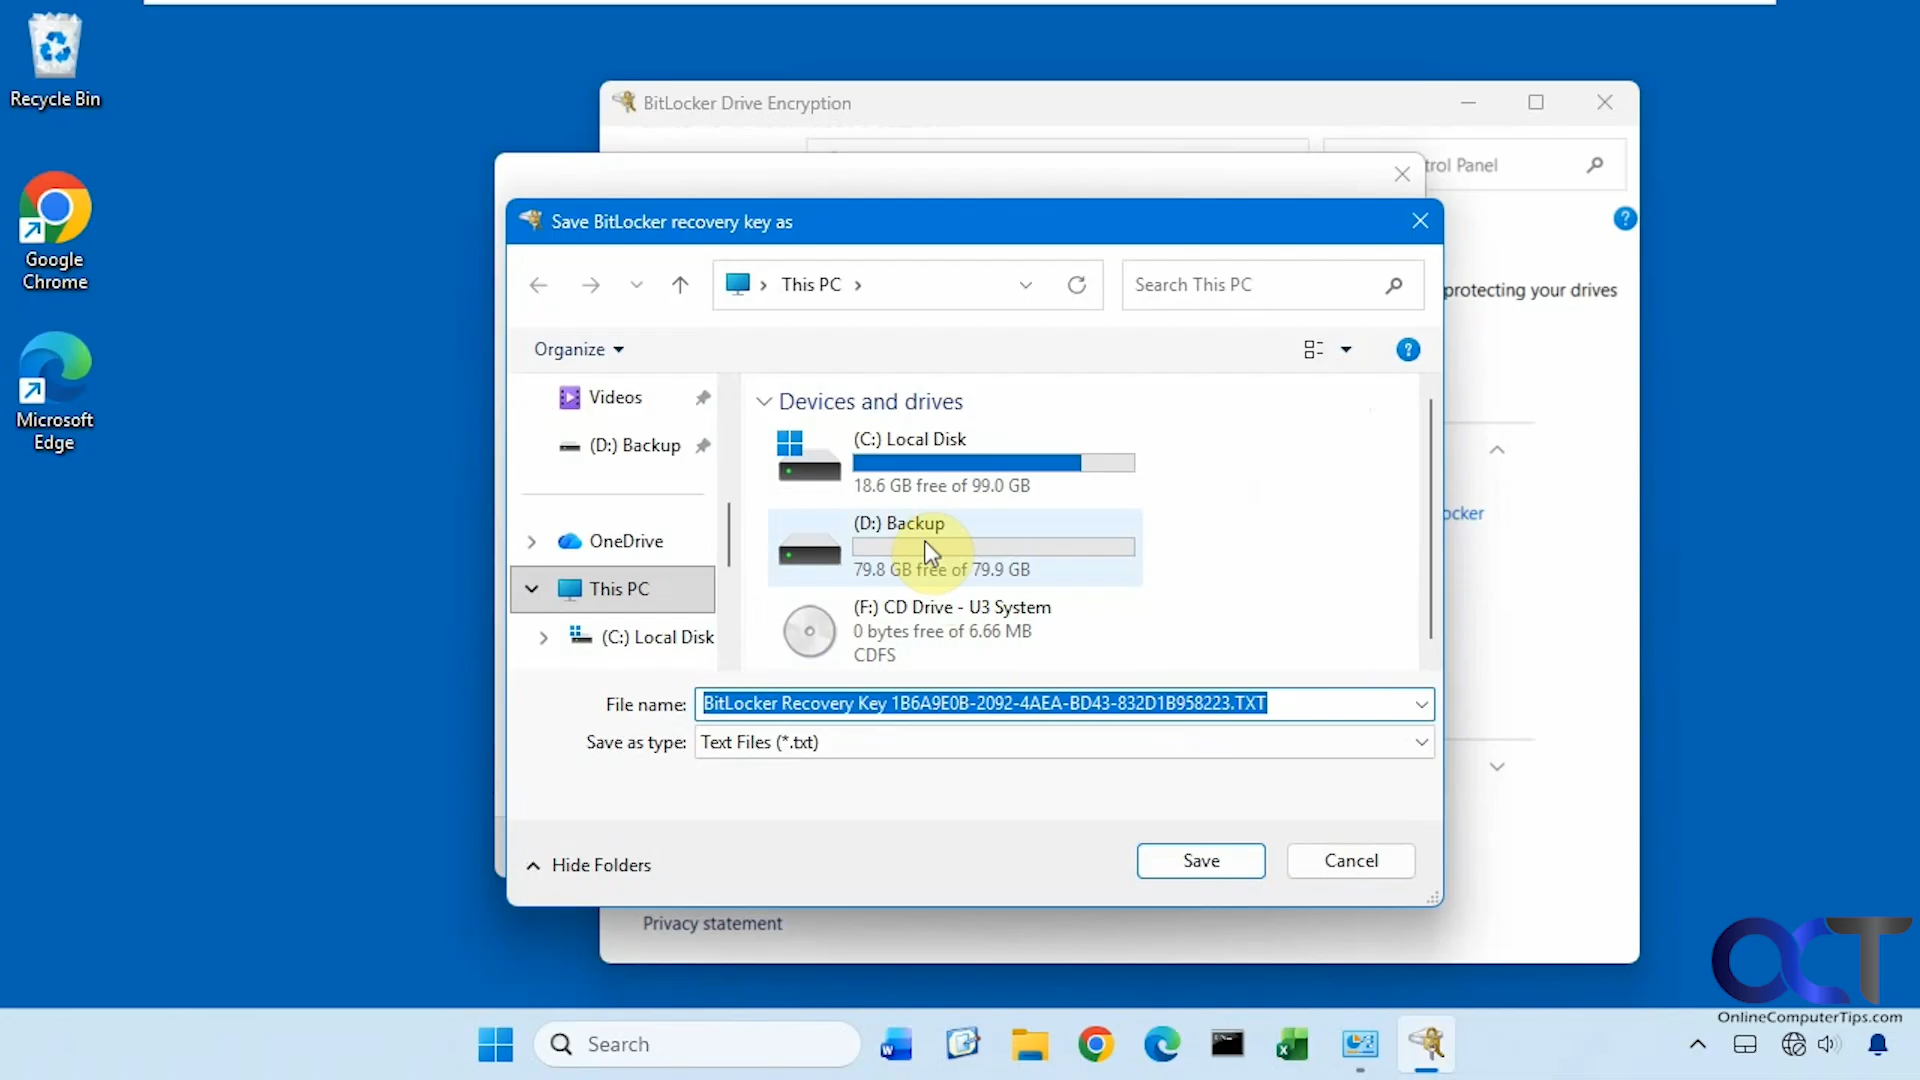 Recycle Bin
Google
Chrome
Microsoft
Edge
BitLocker Drive Encryption
trol Panel
Save BitLocker recovery key as
This PC
Search This PC
protecting your drives
Organize
Videos
(D:) Backup
OneDrive
This PC
(C:) Local Disk
Devices and drives
(C:) Local Disk
18.6 GB free of 99.0 GB
(D:) Backup
79.8 GB free of 79.9 GB
(F:) CD Drive - U3 System
0 bytes free of 6.66 MB
CDFS
ocker
File name: BitLocker Recovery Key 1B6A9E0B-2092-4AEA-BD43-832D1B958223.TXT
Save as type: Text Files (*.txt)
Hide Folders
Save
Cancel
Privacy statement
OCT
OnlineComputerTips.com
Search